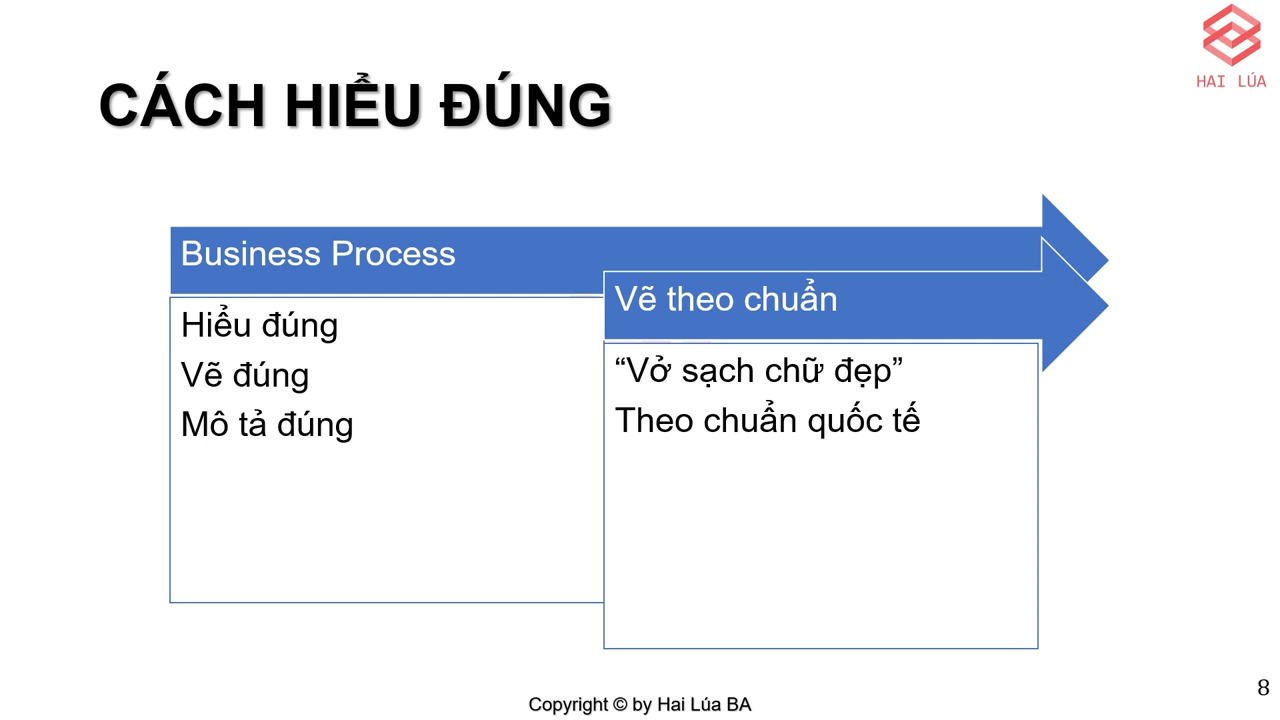 HAI LÚA
CÁCH HIỂU ĐÚNG
Business Process
Hiểu đúng
Vẽ đúng
Mô tả đúng
Vẽ theo chuẩn
“Vở sạch chữ đẹp”
Theo chuẩn quốc tế
Copyright © by Hai Lúa BA
8